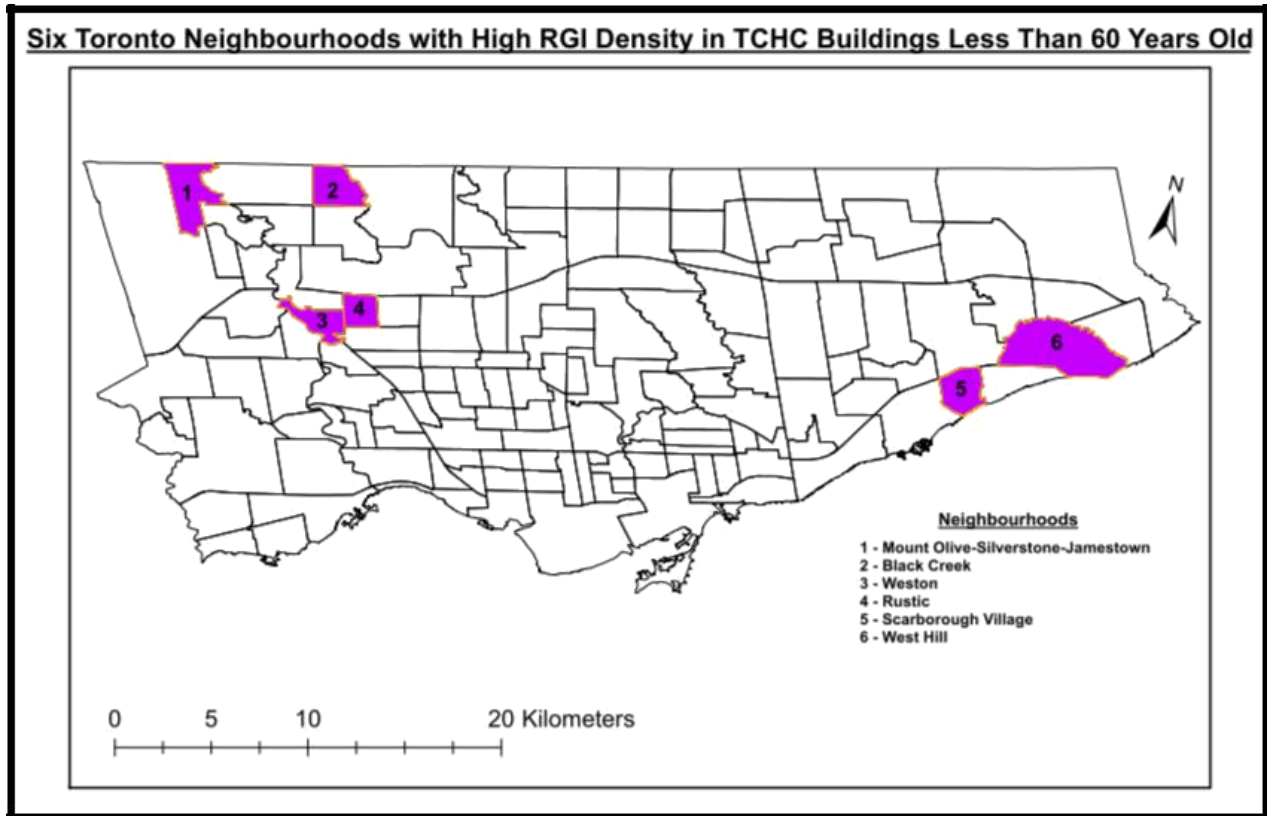 Six Toronto Neighbourhoods with High RGI Density in TCHC Buildings Less Than 60 Years Old
N
1
2
3
4
5
6
Neighbourhoods
1 - Mount Olive-Silverstone-Jamestown
2 - Black Creek
3 - Weston
4 - Rustic
5 - Scarborough Village
6 - West Hill
0 5 10 20 Kilometers